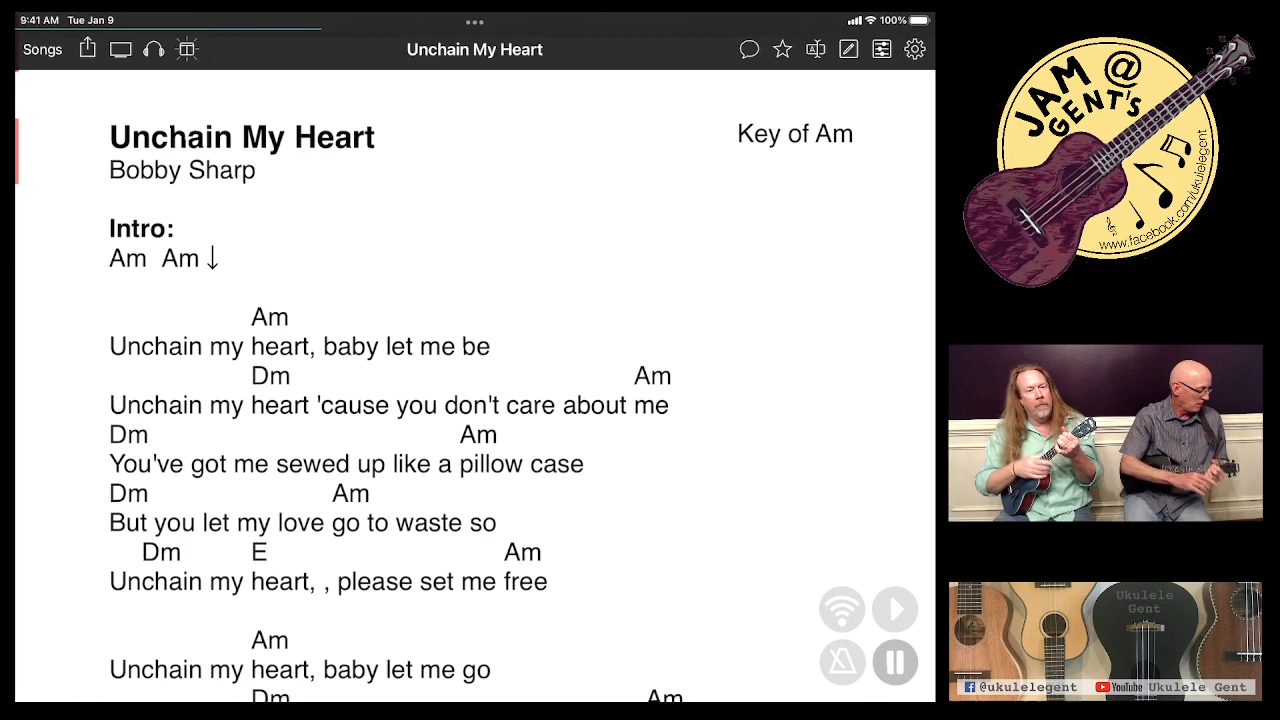 9:41 AM Tue Jan 9
100%
Songs
Unchain My Heart
Unchain My Heart
Key of Am
Bobby Sharp
Intro:
Am Am ↓
Am
Unchain my heart, baby let me be
Dm Am
Unchain my heart 'cause you don't care about me
Dm Am
You've got me sewed up like a pillow case
Dm Am
But you let my love go to waste so
Dm E Am
Unchain my heart, , please set me free
Am
Unchain my heart, baby let me go
Dm Am
JAM @
GENT'S
www.facebook.com/ukulelegent
Ukulele
Gent
@ukulelegent YouTube Ukulele Gent